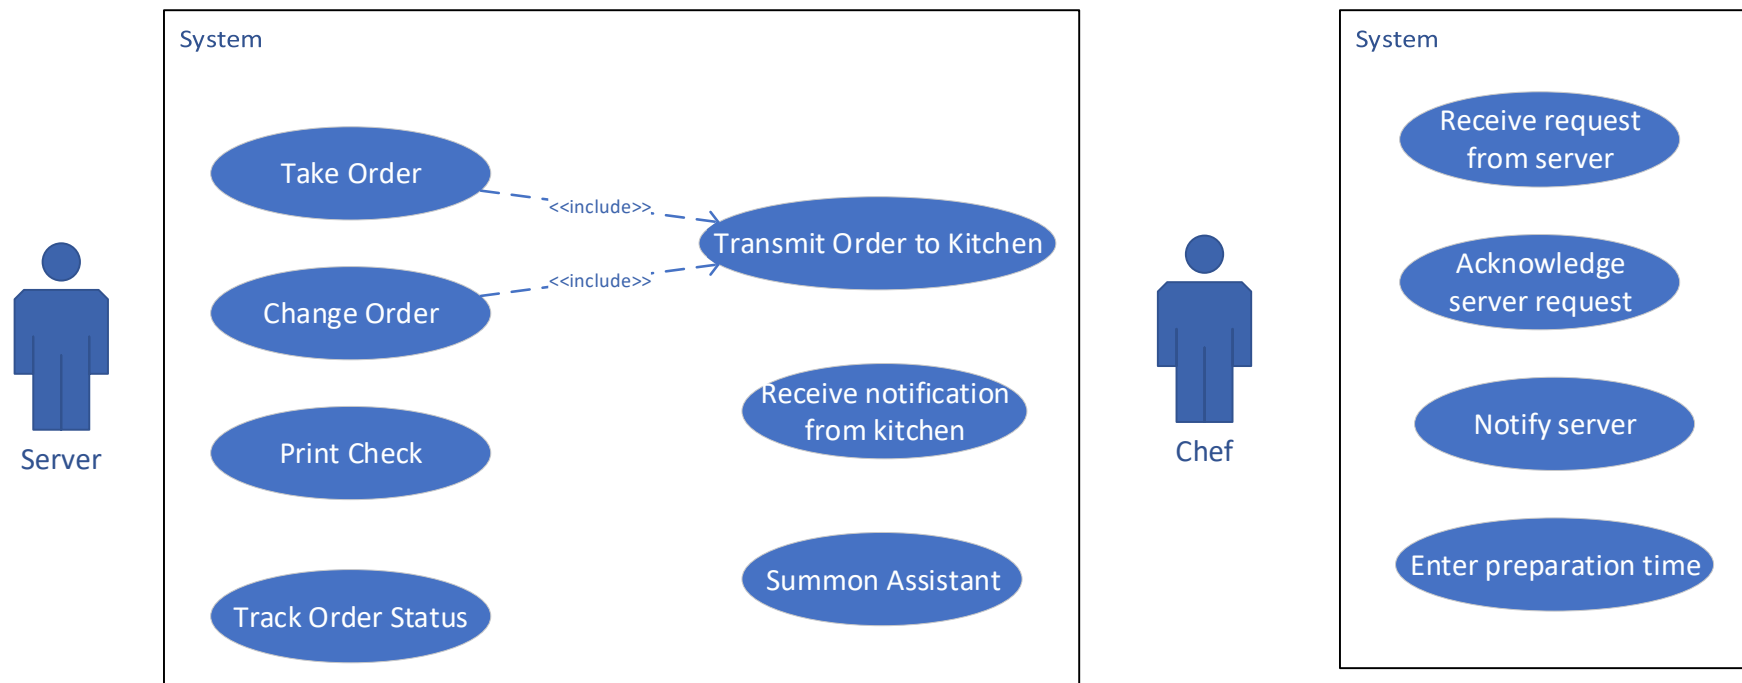 System
Take Order
<<include>>
Transmit Order to Kitchen
Change Order
<<include>>
Receive notification
from kitchen
Print Check
Summon Assistant
Track Order Status
Server
Chef
System
Receive request
from server
Acknowledge
server request
Notify server
Enter preparation time